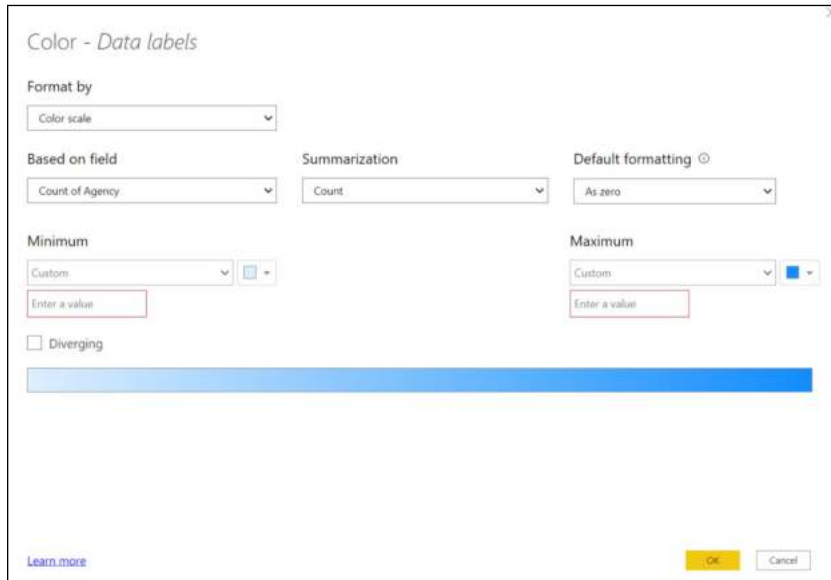 Color - Data labels
Format by
Color scale
Based on field Summarization Default formatting
Count of Agency Count As zero
Minimum Maximum
Custom Custom
Enter a value Enter a value
Diverging
Learn more OK Cancel